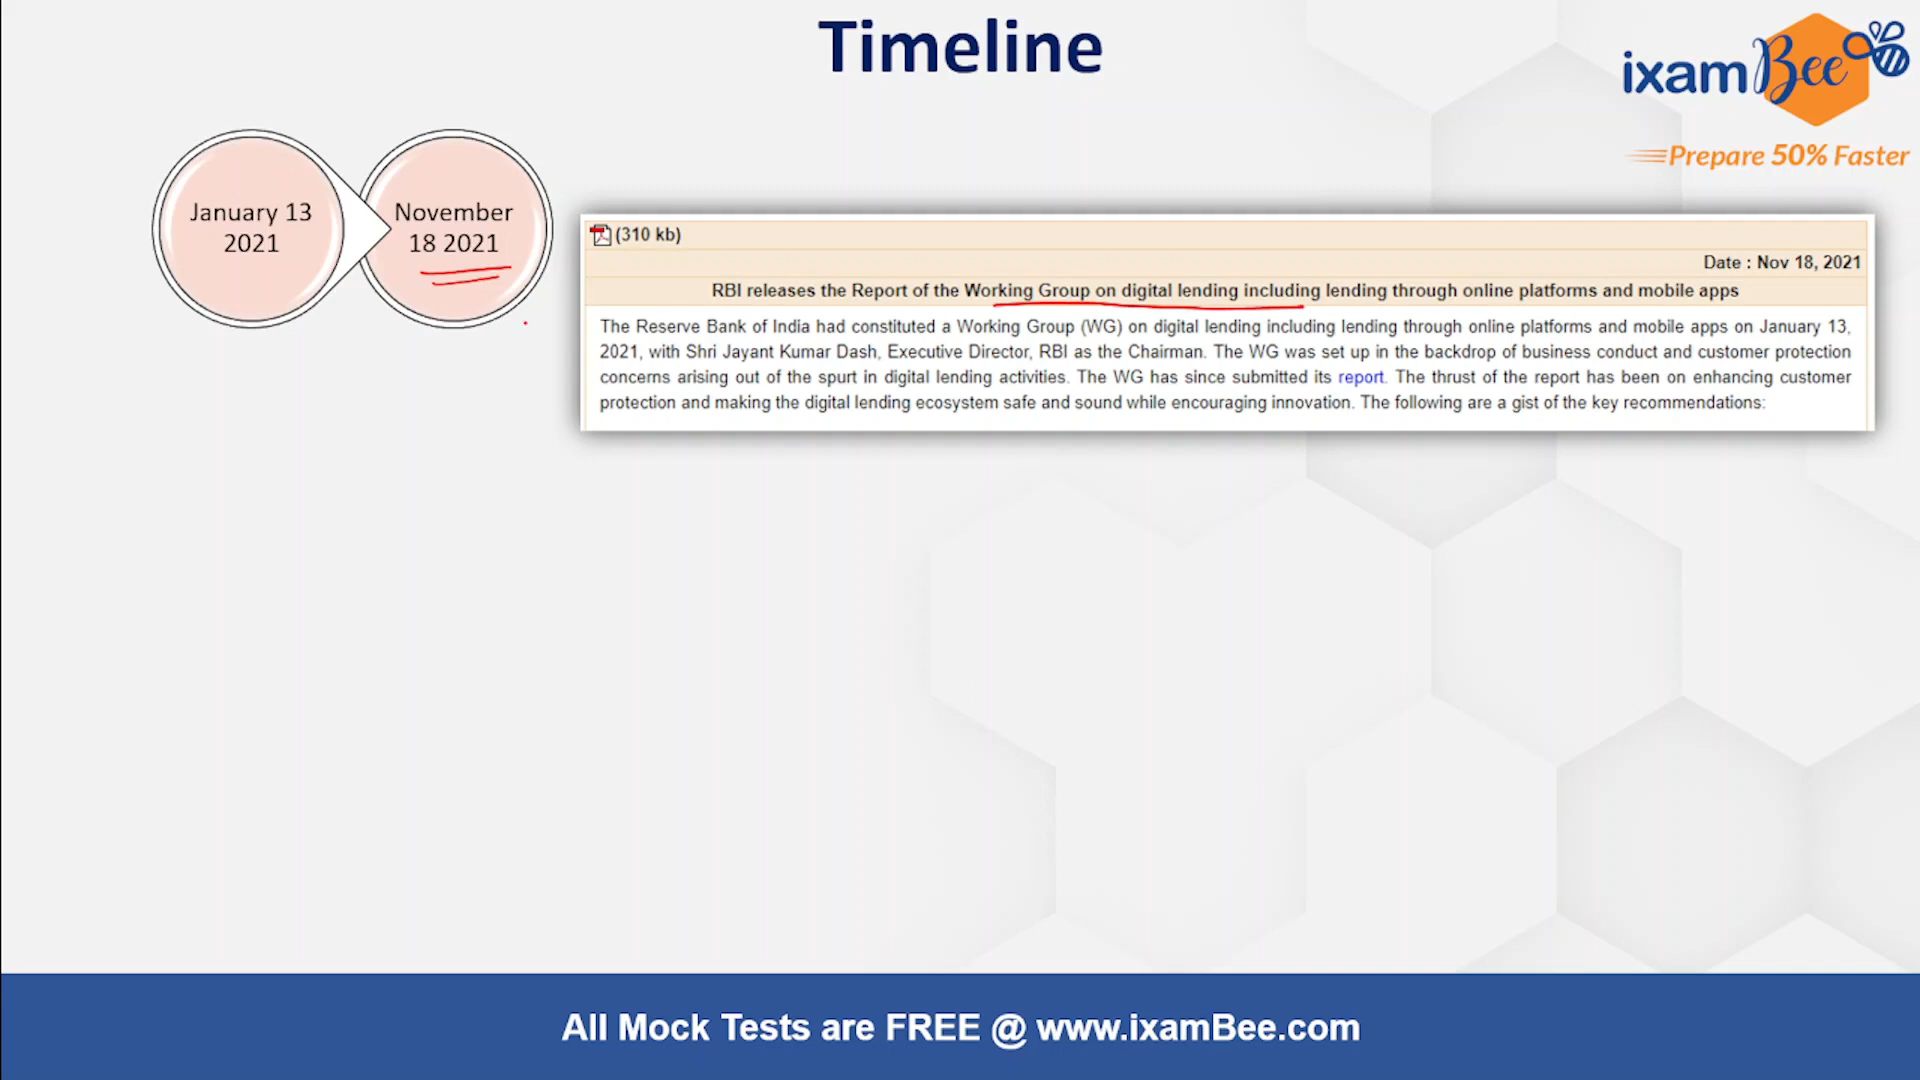 Timeline
ixamBee
Prepare 50% Faster
January 13
2021
November
18 2021
(310 kb)
Date : Nov 18, 2021
RBI releases the Report of the Working Group on digital lending including lending through online platforms and mobile apps
The Reserve Bank of India had constituted a Working Group (WG) on digital lending including lending through online platforms and mobile apps on January 13,
2021, with Shri Jayant Kumar Dash, Executive Director, RBI as the Chairman. The WG was set up in the backdrop of business conduct and customer protection
concerns arising out of the spurt in digital lending activities. The WG has since submitted its report. The thrust of the report has been on enhancing customer
protection and making the digital lending ecosystem safe and sound while encouraging innovation. The following are a gist of the key recommendations:
All Mock Tests are FREE @ www.ixamBee.com